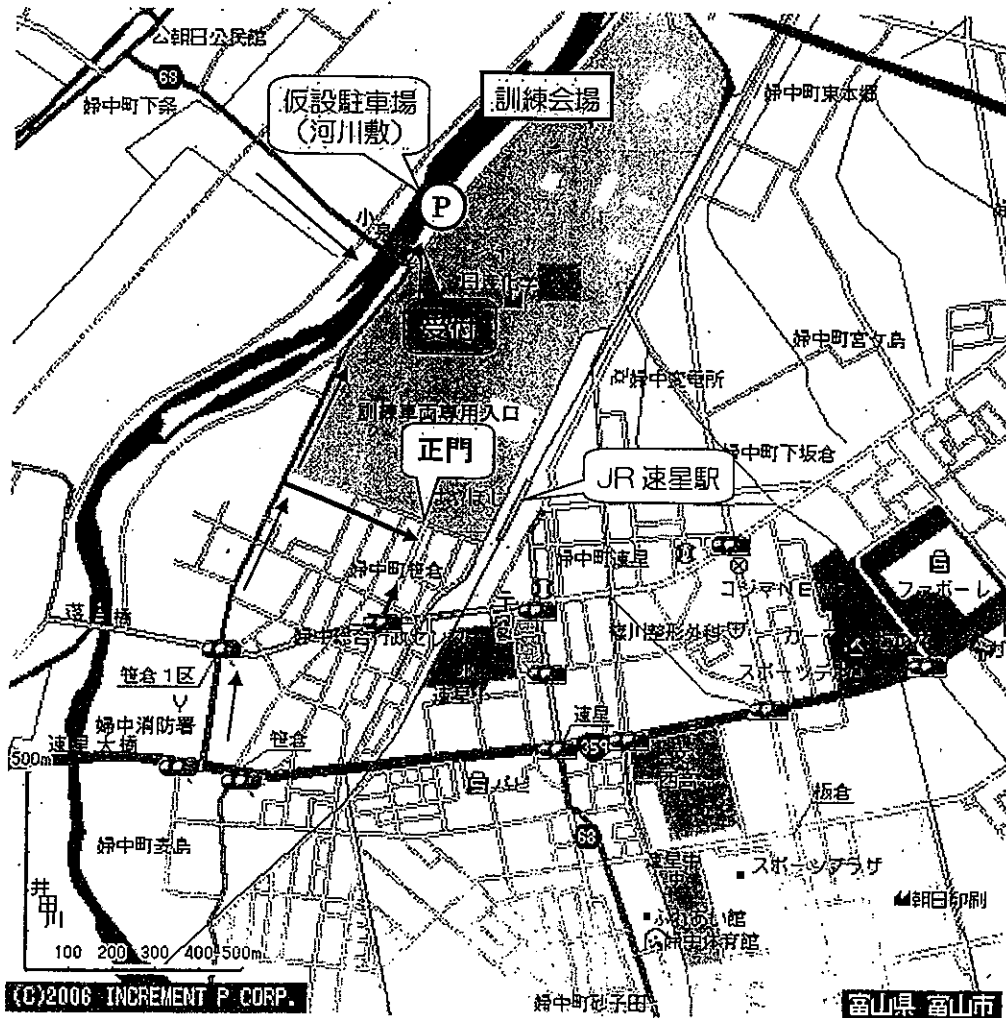 公朝日公民館
68
婦中町下条
仮設駐車場
(河川敷)
訓練会場
婦中町東本郷
P
受付
婦中町宮ケ島
婦中変電所
訓練車両専用入口
正門
婦中町下坂倉
JR 速星駅
婦中町速星
婦中町笹倉
ファボーレ
落合橋
笹倉1区
婦中消防署
速星大橋
笹倉
速星
359
500m
板倉
婦中町麦島
68
スポーツプラザ
朝日印刷
ふれあい館
井田川
100 200 300 400 500m
婦中町砂子田
(C)2006 INCREMENT P CORP.
富山県 富山市